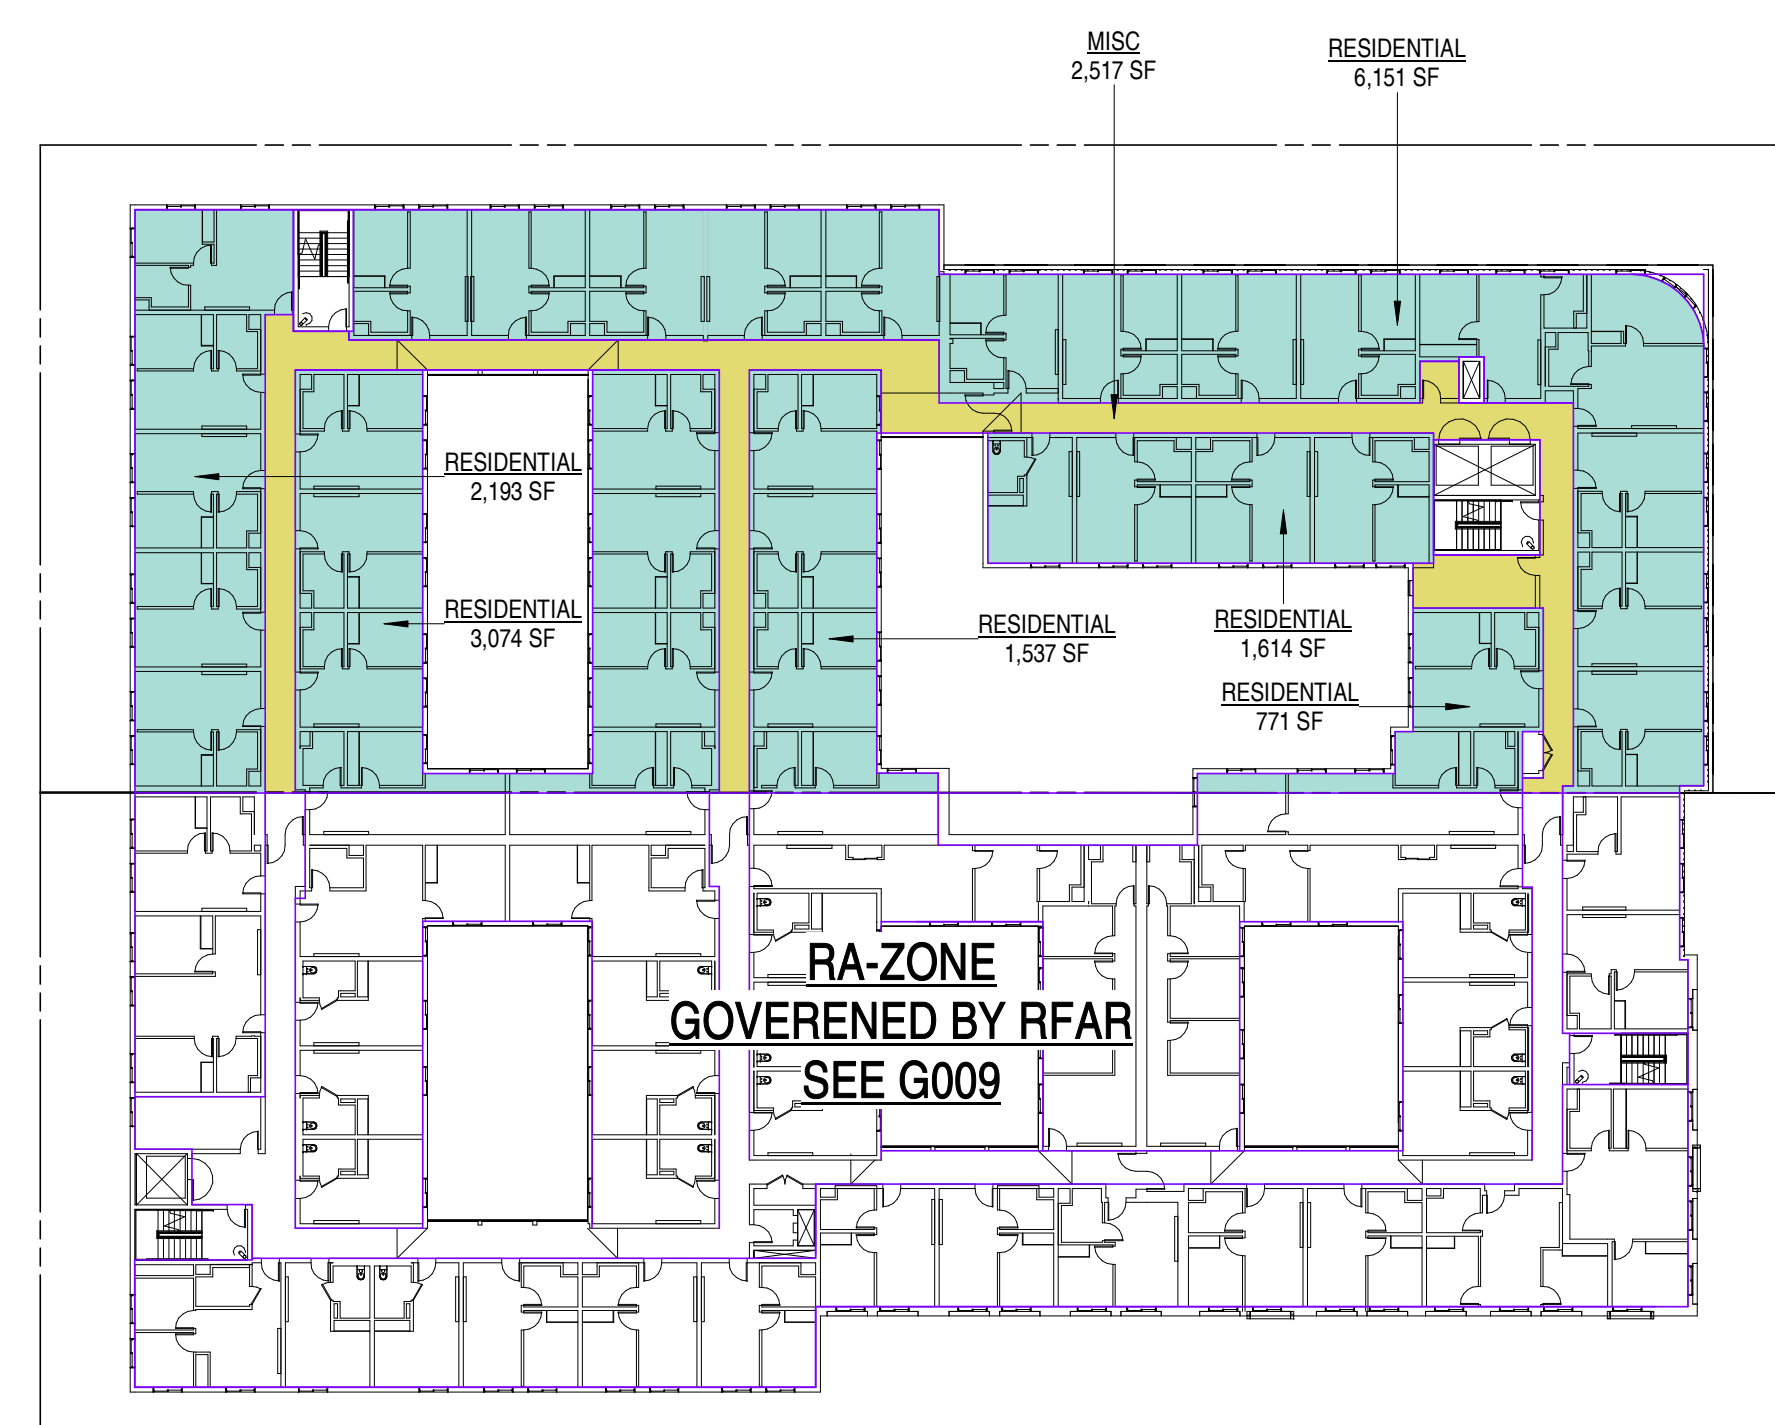 MISC
2,517 SF
RESIDENTIAL
6,151 SF
RESIDENTIAL
2,193 SF
RESIDENTIAL
3,074 SF
RESIDENTIAL
1,537 SF
RESIDENTIAL
1,614 SF
RESIDENTIAL
771 SF
RA-ZONE
GOVERENED BY RFAR
SEE G009